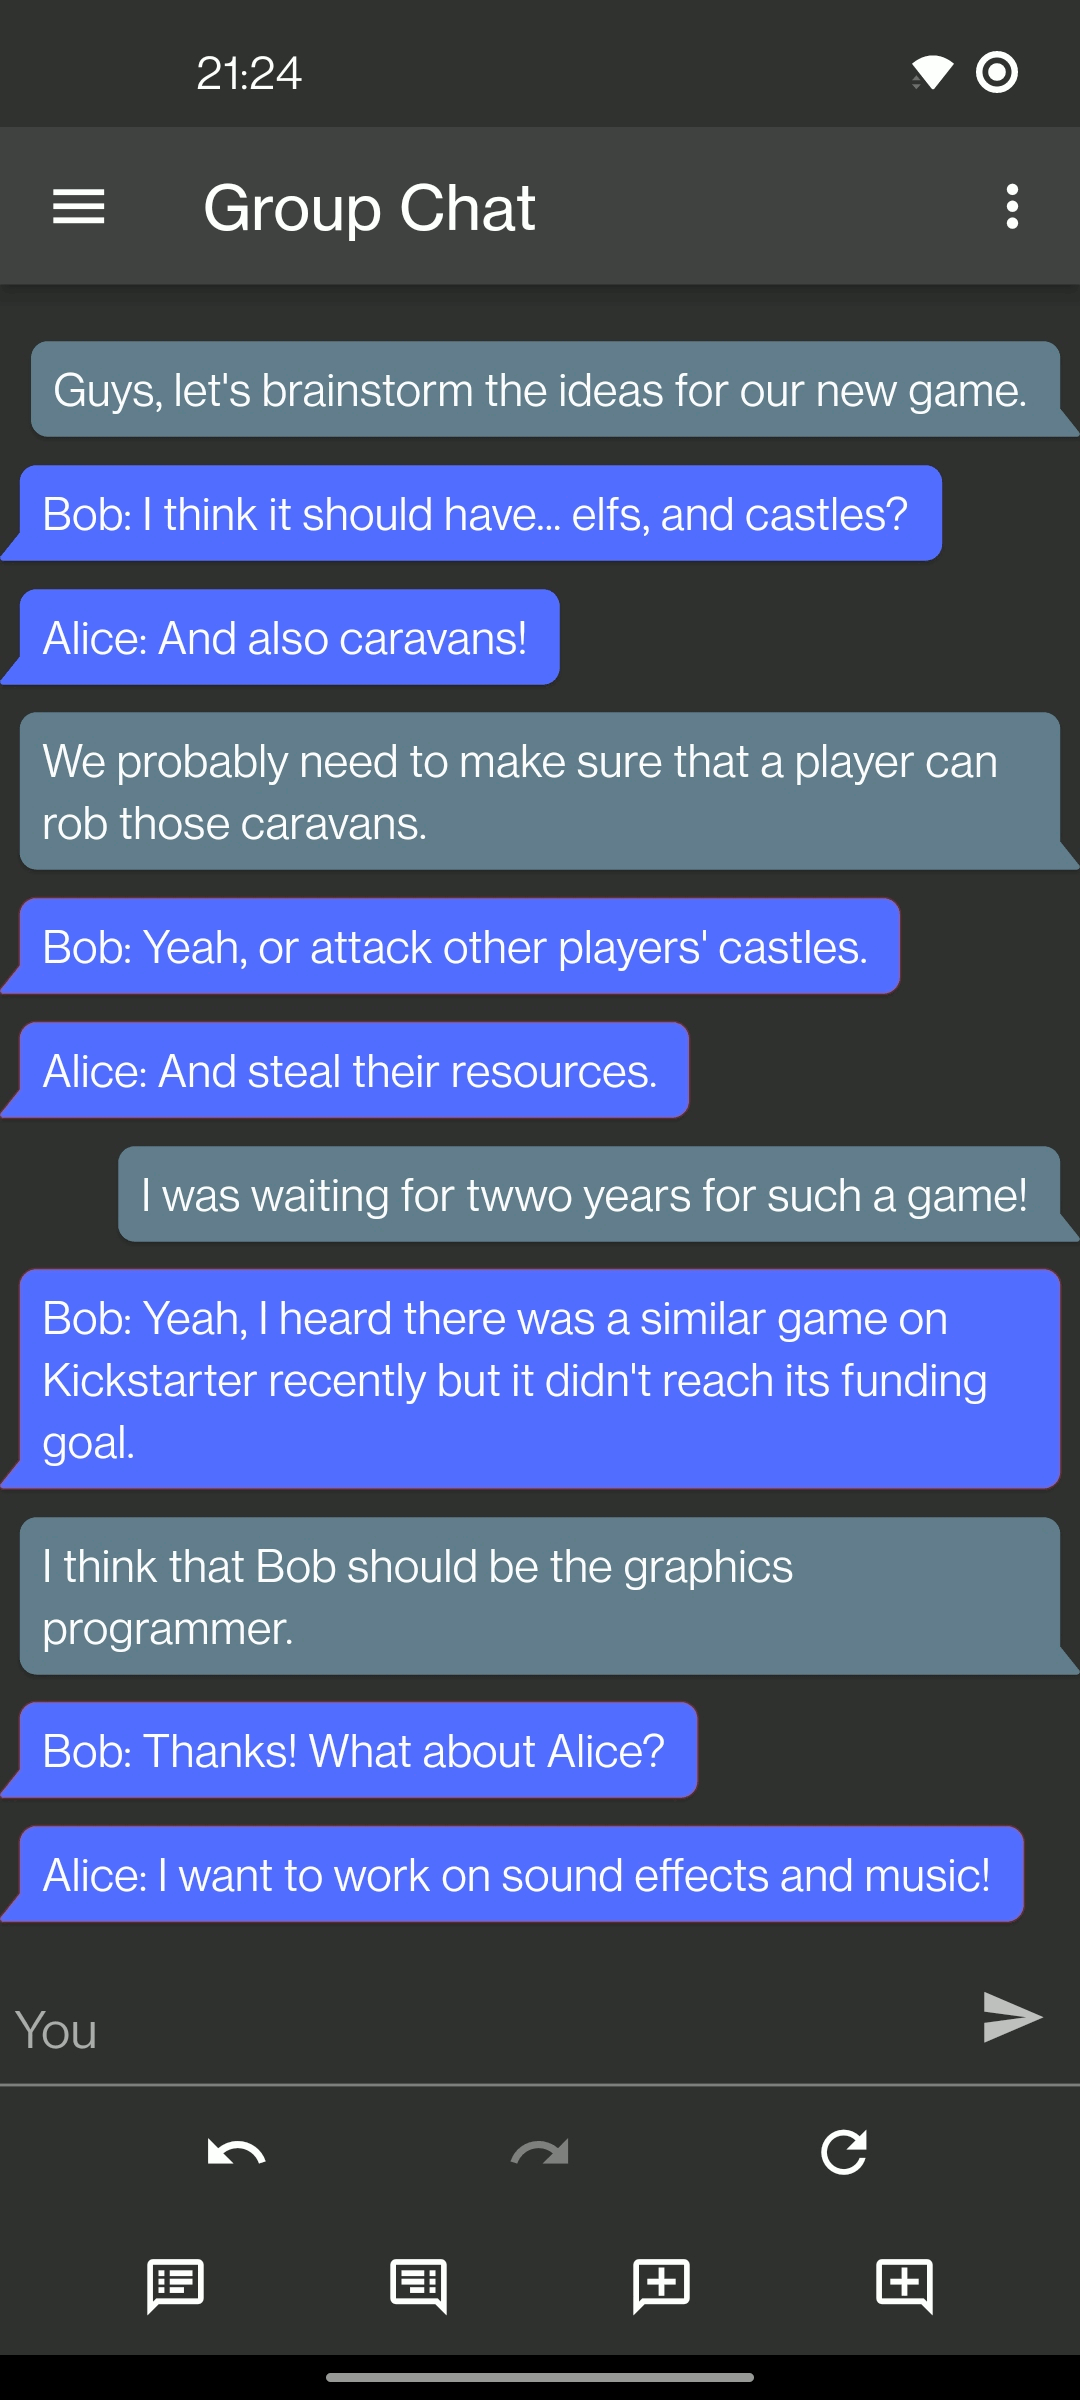 21:24
Group Chat
Guys, let's brainstorm the ideas for our new game.
Bob: I think it should have... elfs, and castles?
Alice: And also caravans!
We probably need to make sure that a player can
rob those caravans.
Bob: Yeah, or attack other players' castles.
Alice: And steal their resources.
I was waiting for twwo years for such a game!
Bob: Yeah, I heard there was a similar game on
Kickstarter recently but it didn't reach its funding
goal.
I think that Bob should be the graphics
programmer.
Bob: Thanks! What about Alice?
Alice: I want to work on sound effects and music!
You